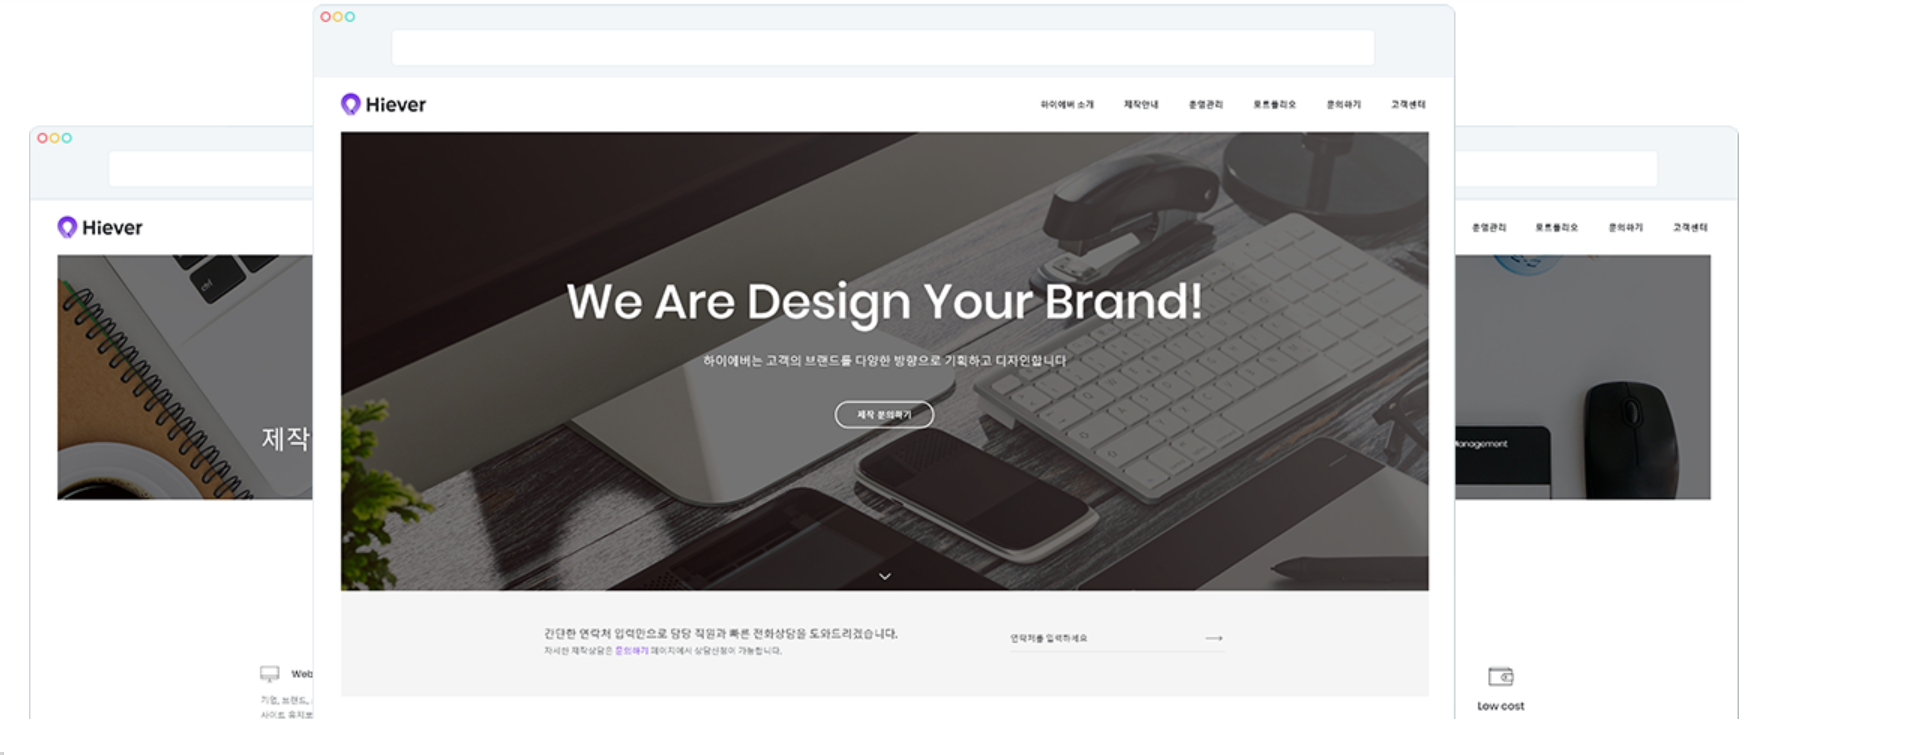 Hiever
하이에버 소개 제작안내 운영관리 포트폴리오 문의하기 고객센터
We Are Design Your Brand!
하이에버는 고객의 브랜드를 다양한 방향으로 기획하고 디자인합니다
제작 문의하기
간단한 연락처 입력만으로 담당 직원과 빠른 전화상담을 도와드리겠습니다.
자세한 제작상담은 문의하기 페이지에서 상담신청이 가능합니다.
연락처를 입력하세요
Hiever
ctrl
제작
Web
기업, 브랜드,
사이트 유지보
운영관리 포트폴리오 문의하기 고객센터
Management
Low cost